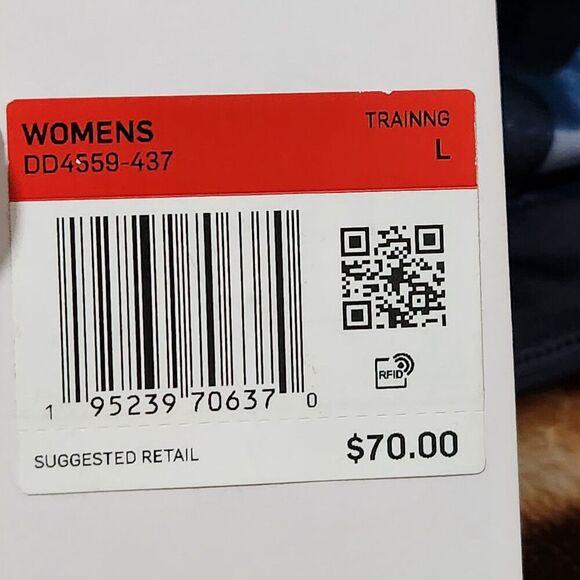 WOMENS
DD4559-437
TRAINNG
L
1 95239 70637 0
RFID
SUGGESTED RETAIL
$70.00